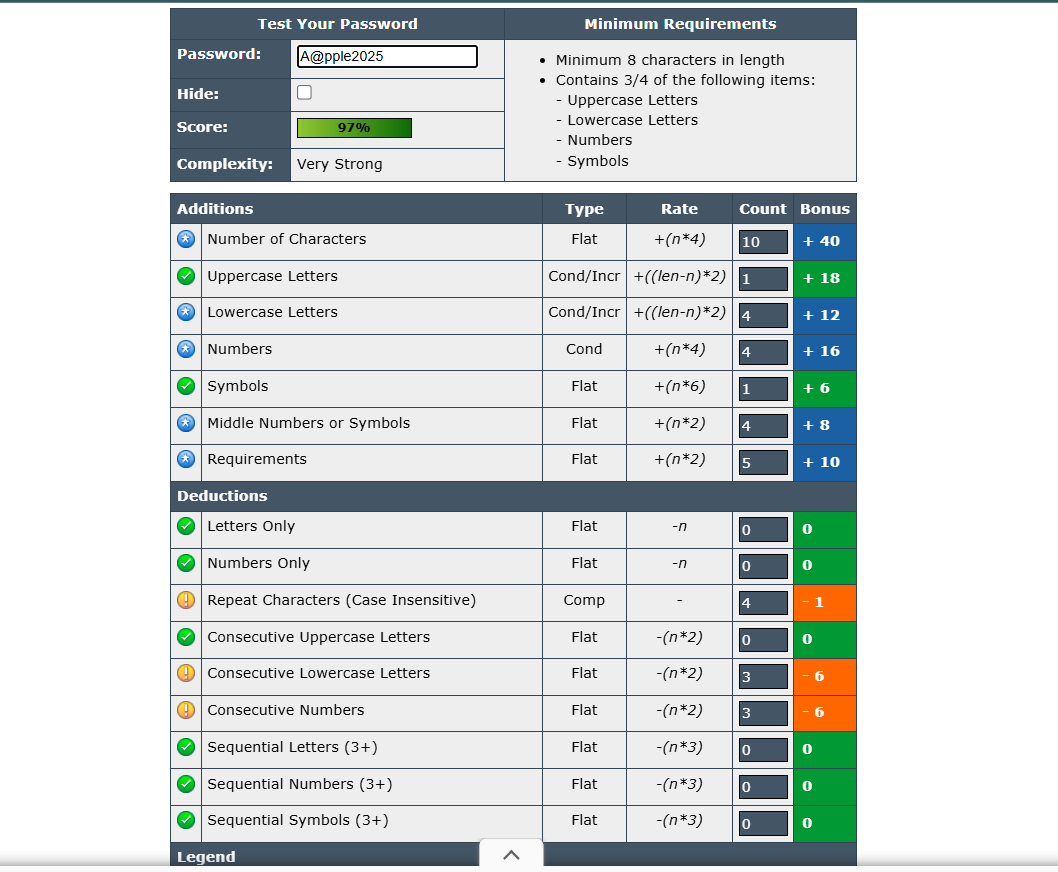 Test Your Password Minimum Requirements
Password: A@pple2025
Hide:
Score: 97%
Complexity: Very Strong
• Minimum 8 characters in length
• Contains 3/4 of the following items:
- Uppercase Letters
- Lowercase Letters
- Numbers
- Symbols
Additions Type Rate Count Bonus
Number of Characters Flat +(n*4) 10 + 40
Uppercase Letters Cond/Incr +((len-n)*2) 1 + 18
Lowercase Letters Cond/Incr +((len-n)*2) 4 + 12
Numbers Cond +(n*4) 4 + 16
Symbols Flat +(n*6) 1 + 6
Middle Numbers or Symbols Flat +(n*2) 4 + 8
Requirements Flat +(n*2) 5 + 10
Deductions
Letters Only Flat -n 0 0
Numbers Only Flat -n 0 0
Repeat Characters (Case Insensitive) Comp - 4 - 1
Consecutive Uppercase Letters Flat -(n*2) 0 0
Consecutive Lowercase Letters Flat -(n*2) 3 - 6
Consecutive Numbers Flat -(n*2) 3 - 6
Sequential Letters (3+) Flat -(n*3) 0 0
Sequential Numbers (3+) Flat -(n*3) 0 0
Sequential Symbols (3+) Flat -(n*3) 0 0
Legend